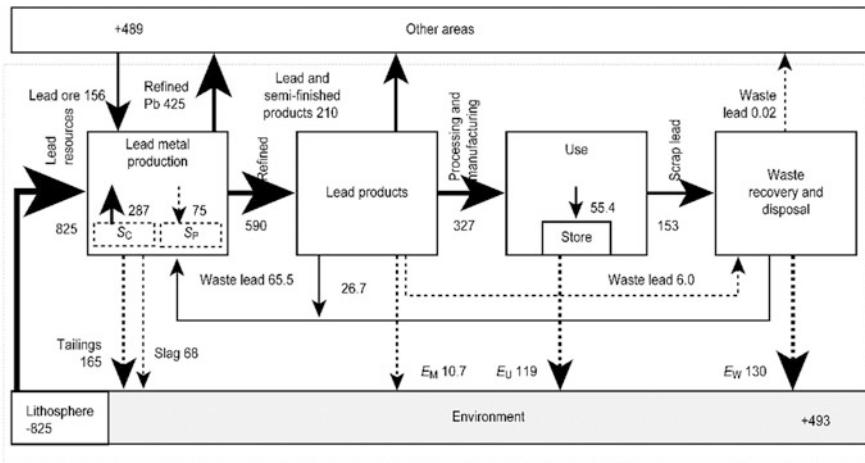 +489
Other areas
Lead ore 156
Refined
Pb 425
Lead and
semi-finished
products 210
Waste
lead 0.02
Lead
resources
Lead metal
production
Refined
Lead products
Processing and
manufacturing
Use
Scrap lead
Waste
recovery and
disposal
825
287
75
SC
SP
590
327
55.4
Store
153
Waste lead 65.5
26.7
Waste lead 6.0
Tailings
165
Slag 68
EM 10.7
EU 119
EW 130
Lithosphere
-825
Environment
+493